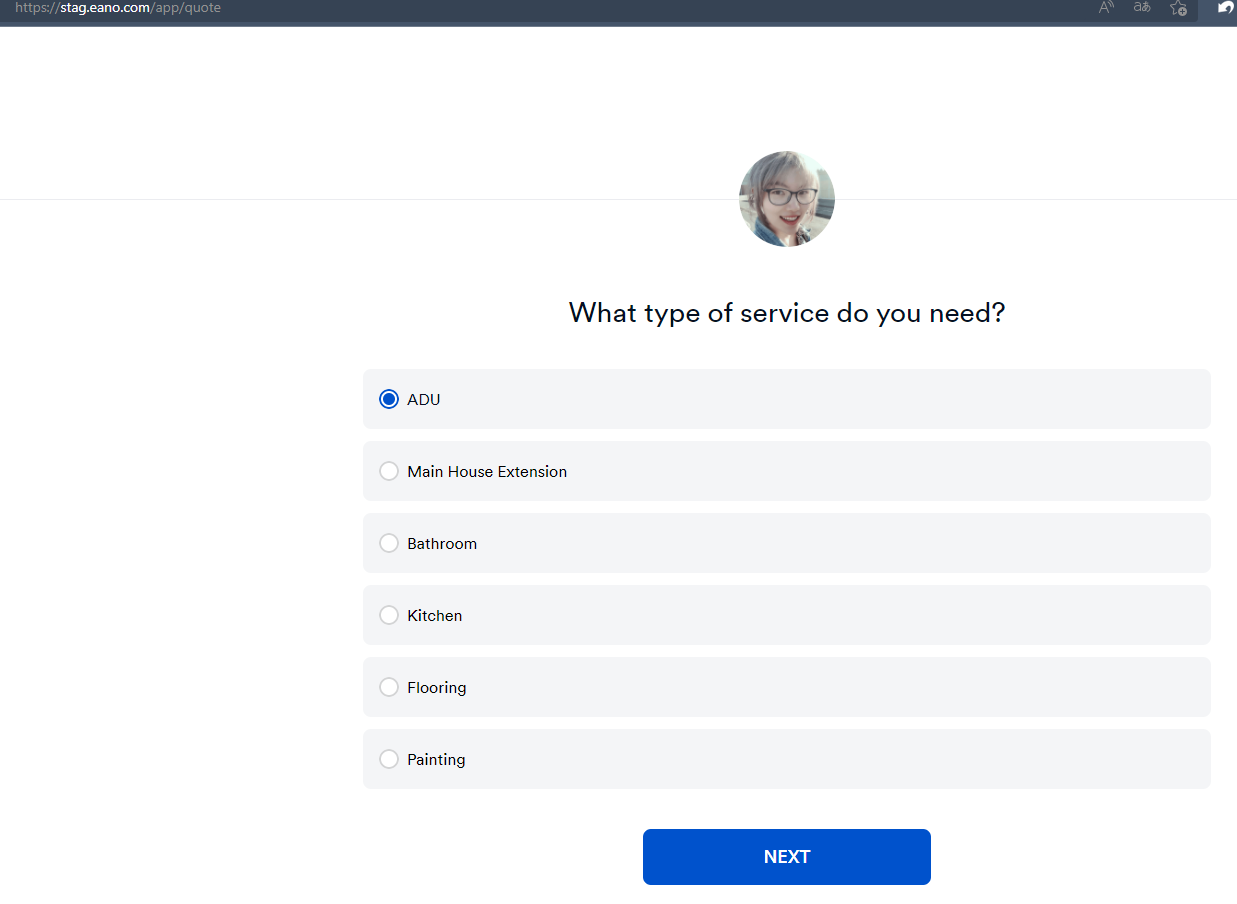 https://stag.eano.com/app/quote
What type of service do you need?
ADU
Main House Extension
Bathroom
Kitchen
Flooring
Painting
NEXT